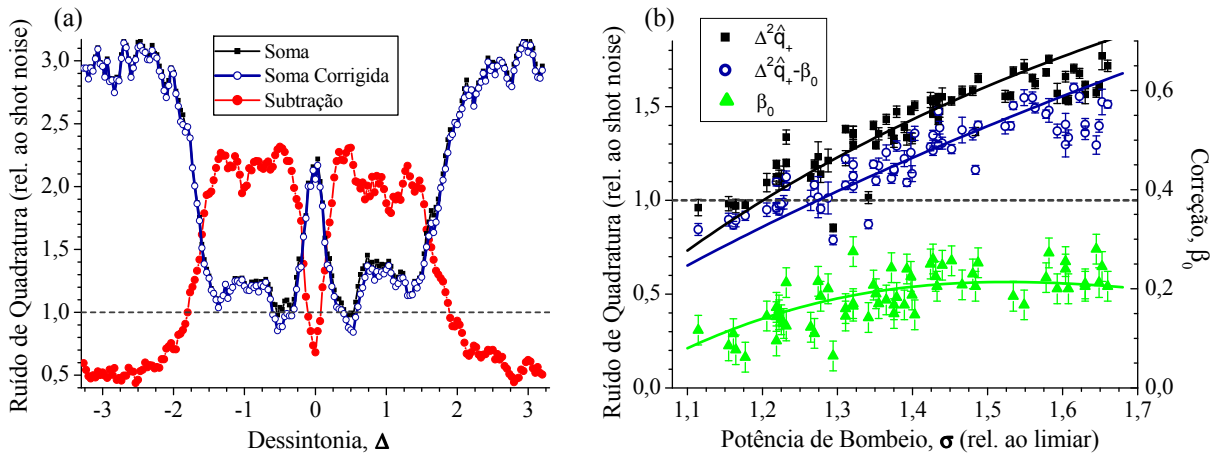 (a)
Soma
Soma Corrigida
Subtração
Ruído de Quadratura (rel. ao shot noise)
3,0
2,5
2,0
1,5
1,0
0,5
-3 -2 -1 0 1 2 3
Dessintonia, Δ
(b)
Δ²q̂₊
Δ²q̂₊-β₀
β₀
Ruído de Quadratura (rel. ao shot noise)
1,5
1,0
0,5
0,0
0,6
0,4
0,2
0,0
Correção, β₀
1,1 1,2 1,3 1,4 1,5 1,6 1,7
Potência de Bombeio, σ (rel. ao limiar)